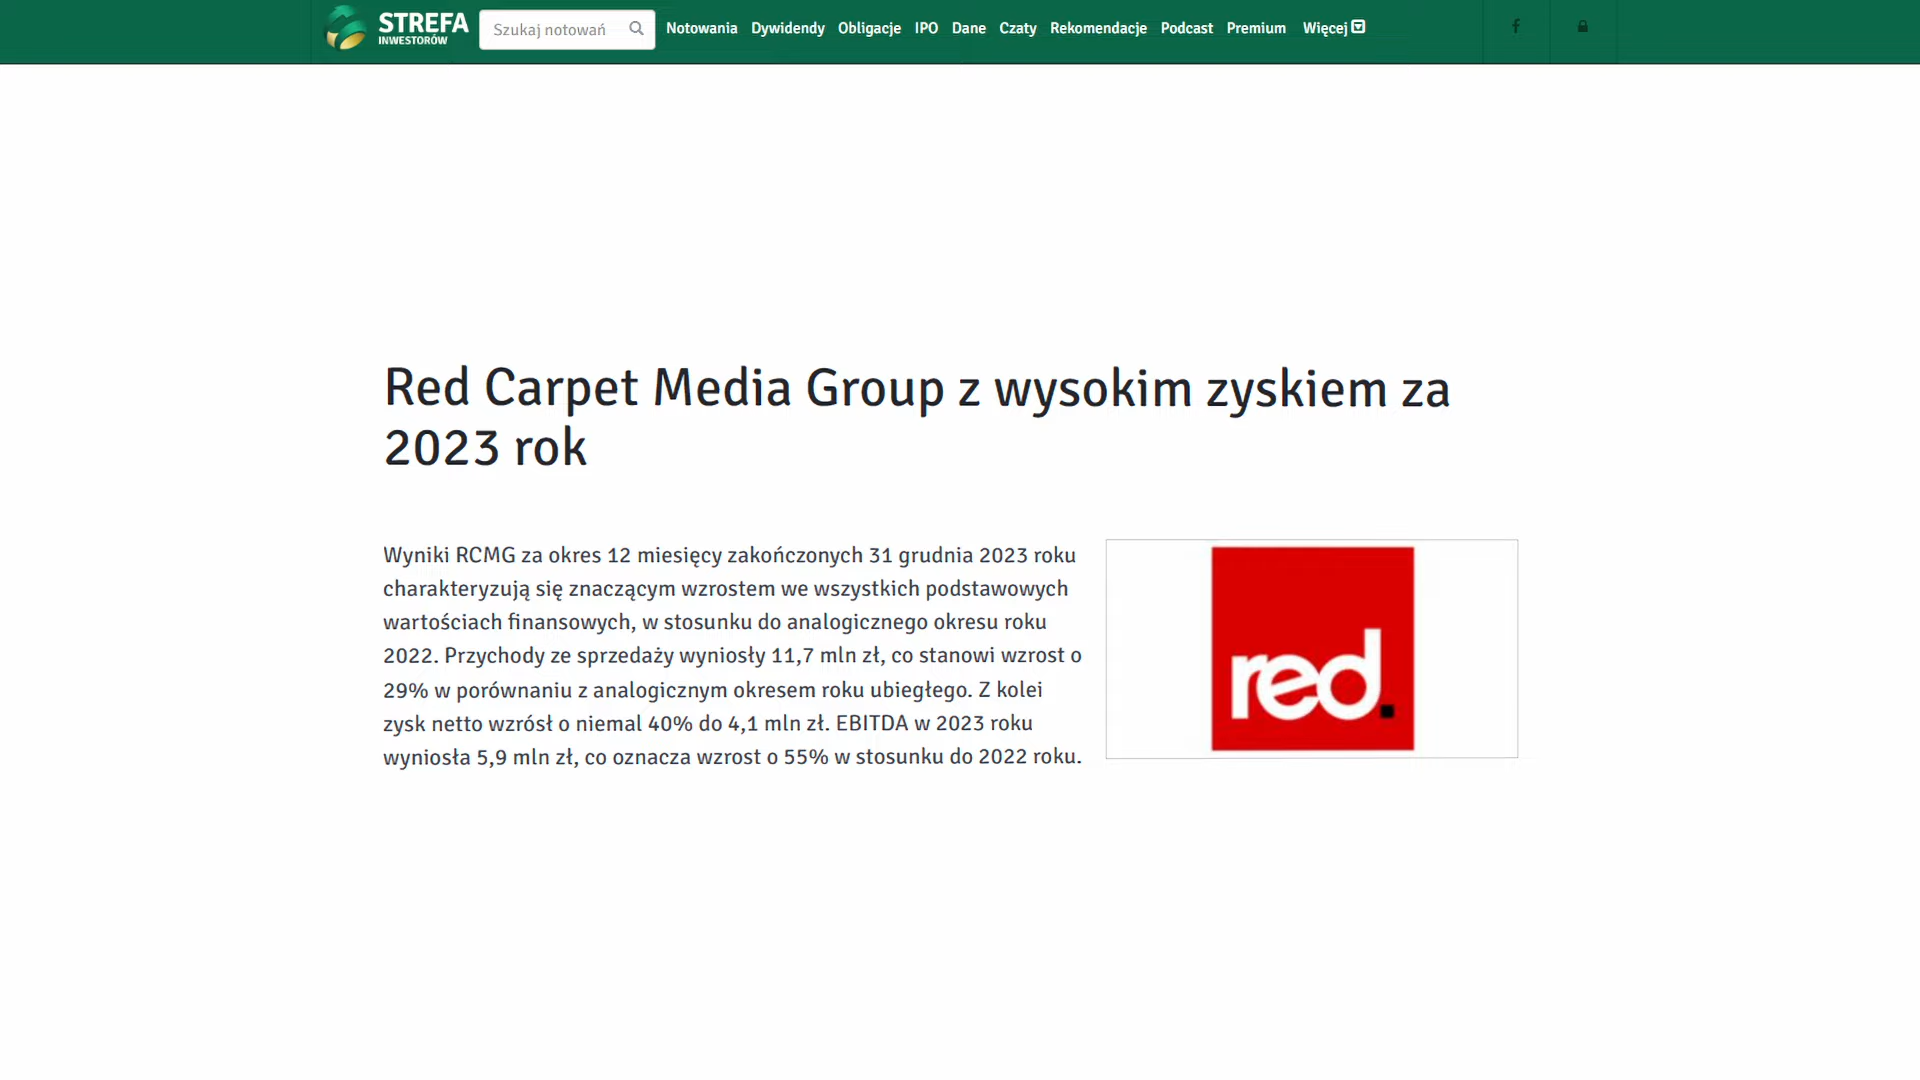 STREFA
INWESTORÓW
Szukaj notowań
Notowania Dywidendy Obligacje IPO Dane Czaty Rekomendacje Podcast Premium Więcej
Red Carpet Media Group z wysokim zyskiem za
2023 rok
Wyniki RCMG za okres 12 miesięcy zakończonych 31 grudnia 2023 roku
charakteryzują się znaczącym wzrostem we wszystkich podstawowych
wartościach finansowych, w stosunku do analogicznego okresu roku
2022. Przychody ze sprzedaży wyniosły 11,7 mln zł, co stanowi wzrost o
29% w porównaniu z analogicznym okresem roku ubiegłego. Z kolei
zysk netto wzrósł o niemal 40% do 4,1 mln zł. EBITDA w 2023 roku
wyniosła 5,9 mln zł, co oznacza wzrost o 55% w stosunku do 2022 roku.
red.